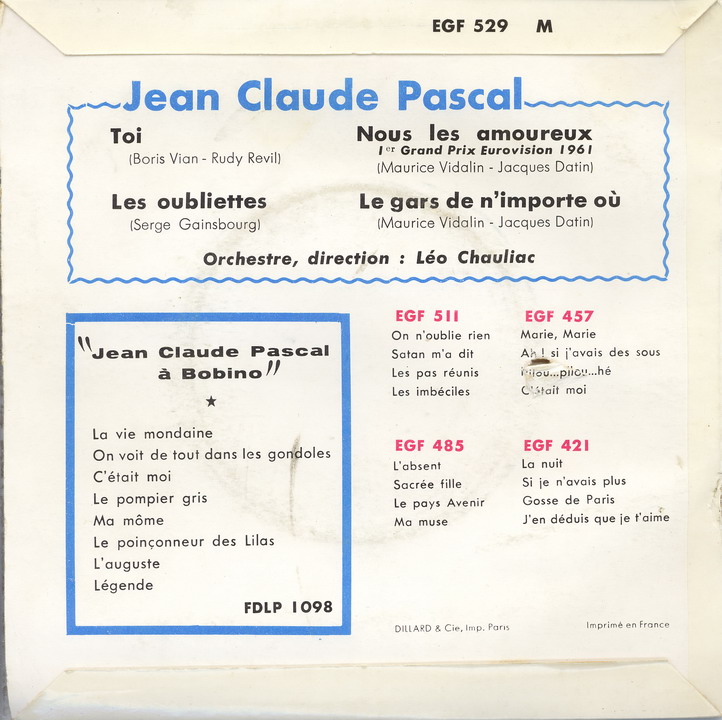 EGF 529 M
Jean Claude Pascal
Toi
(Boris Vian - Rudy Revil)
Les oubliettes
(Serge Gainsbourg)
Nous les amoureux
1er Grand Prix Eurovision 1961
(Maurice Vidalin - Jacques Datin)
Le gars de n'importe où
(Maurice Vidalin - Jacques Datin)
Orchestre, direction : Léo Chauliac
"Jean Claude Pascal
à Bobino"
★
La vie mondaine
On voit de tout dans les gondoles
C'était moi
Le pompier gris
Ma môme
Le poinçonneur des Lilas
L'auguste
Légende
FDLP 1098
EGF 511
On n'oublie rien
Satan m'a dit
Les pas réunis
Les imbéciles
EGF 457
Marie, Marie
Ah ! si j'avais des sous
C'était moi
EGF 485
L'absent
Sacrée fille
Le pays Avenir
Ma muse
EGF 421
La nuit
Si je n'avais plus
Gosse de Paris
J'en déduis que je t'aime
DILLARD & Cie, Imp. Paris
Imprimé en France